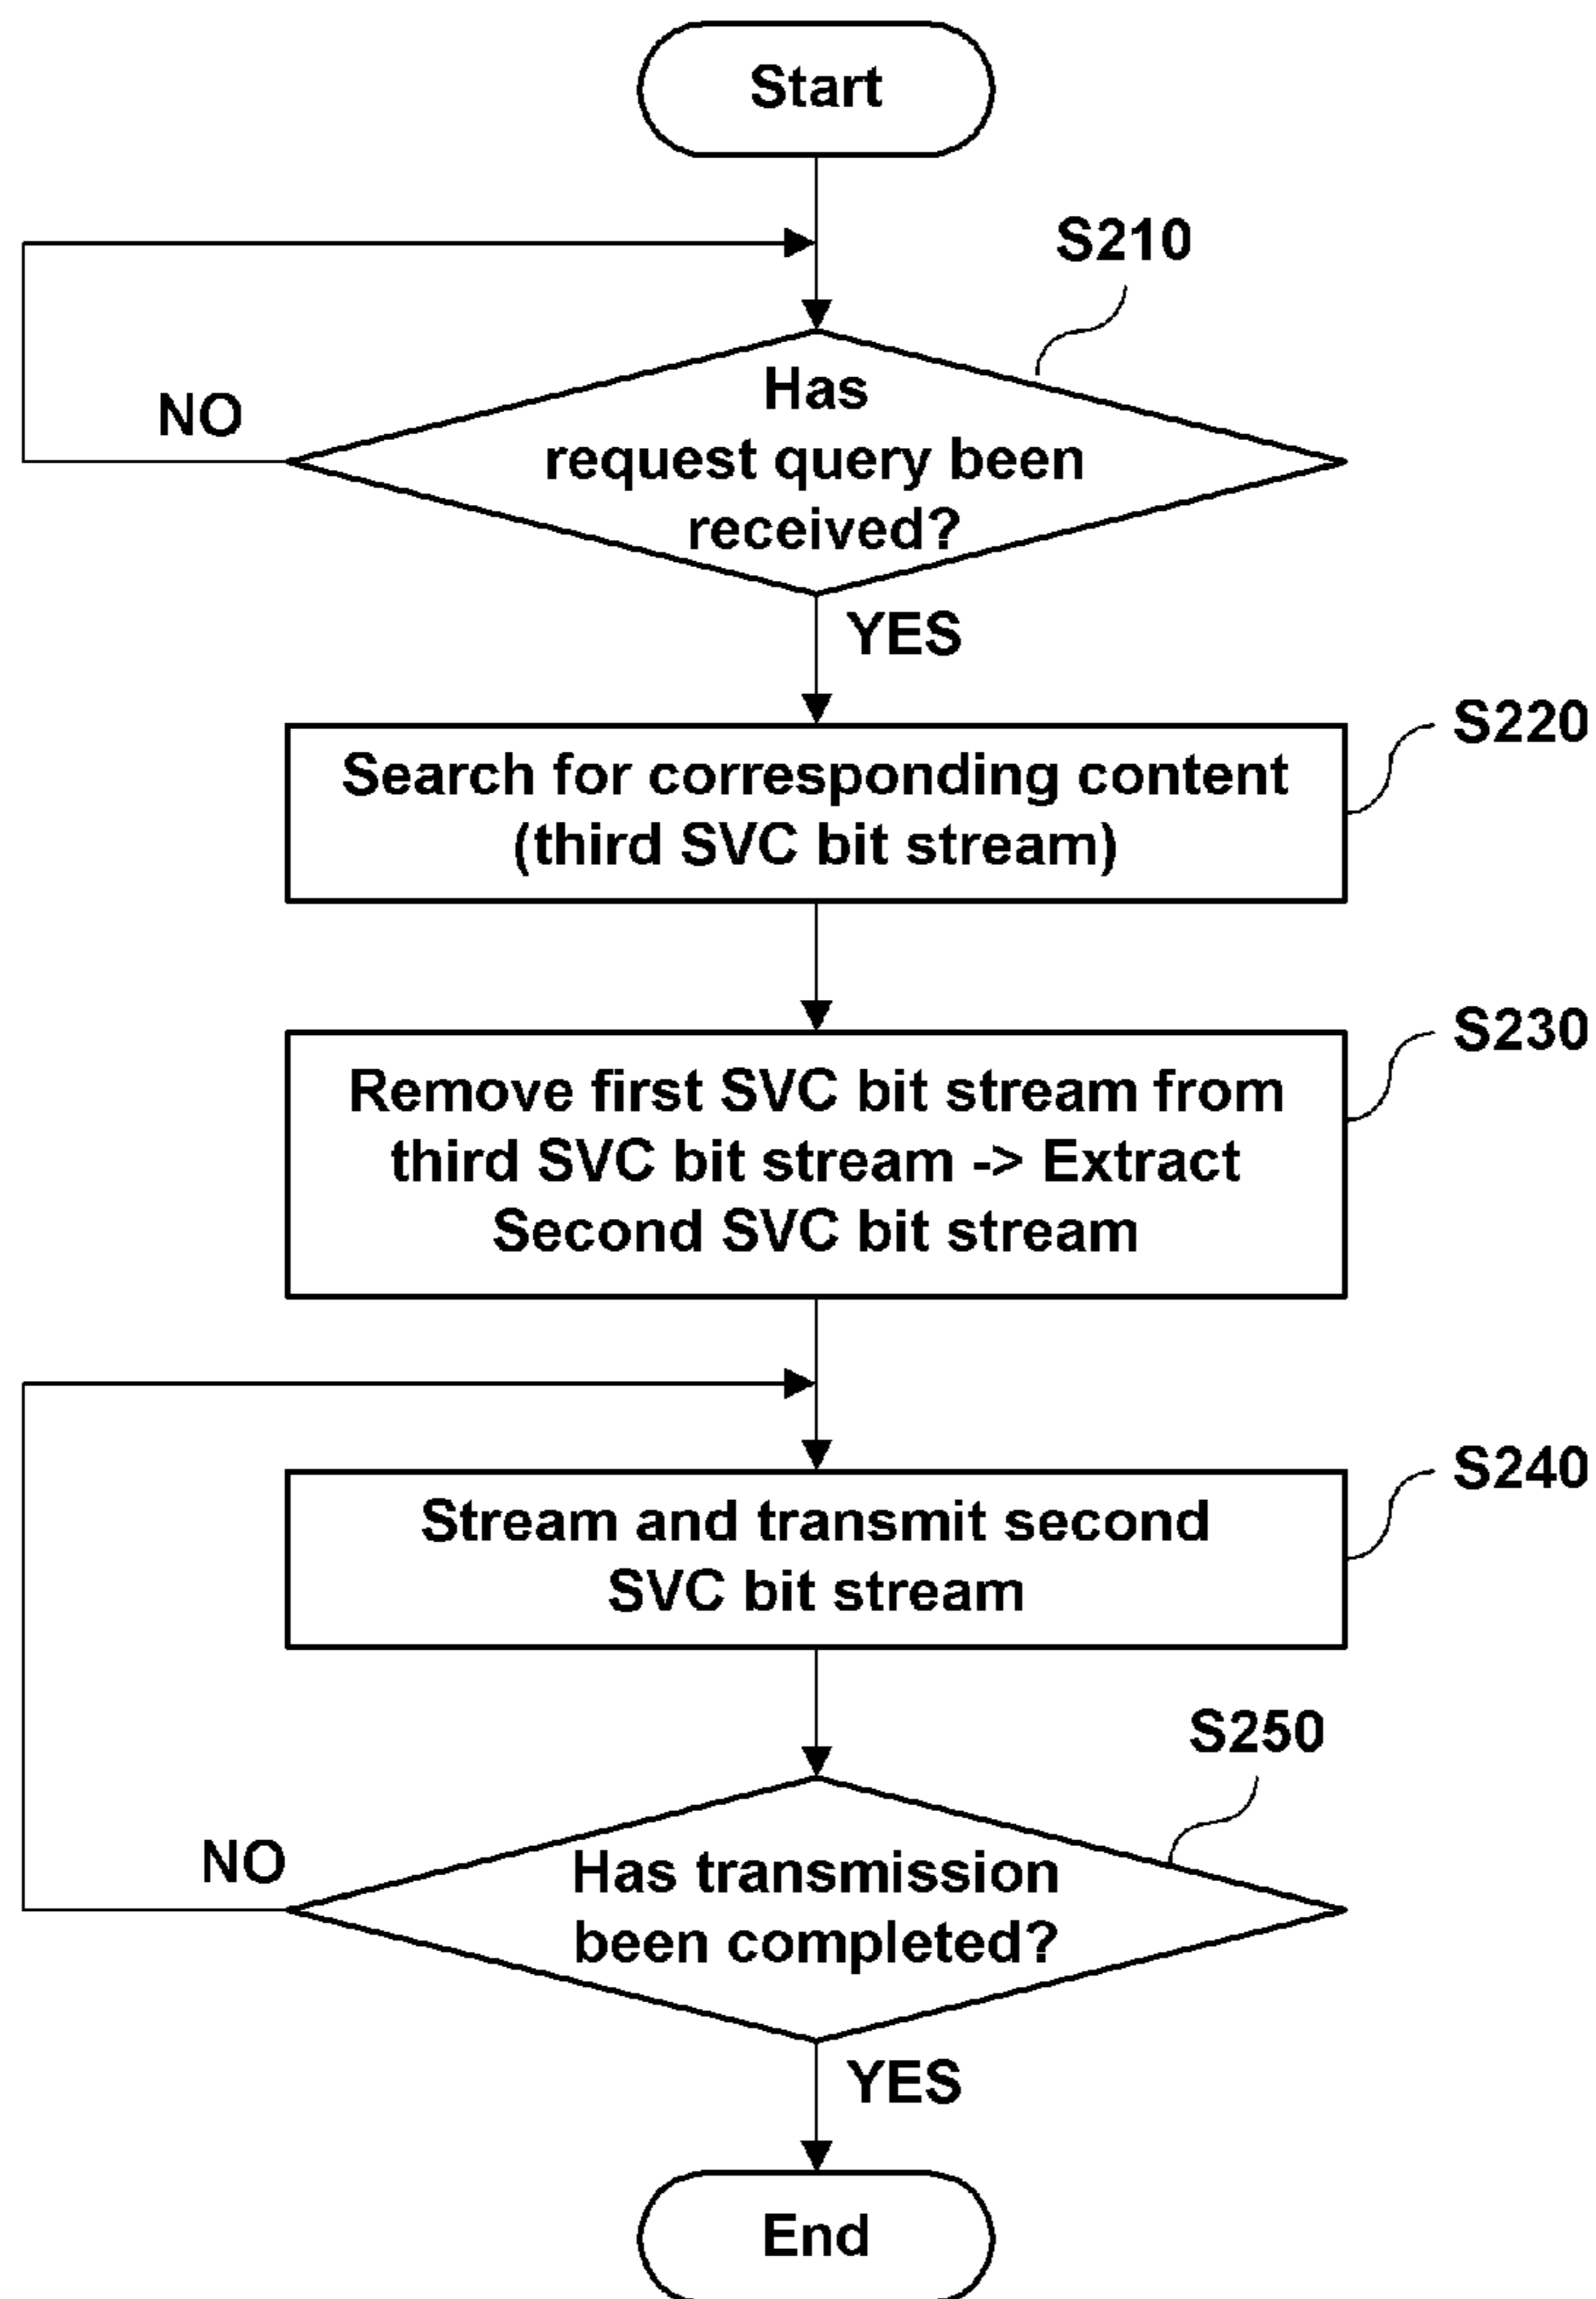 Start
S210
Has
request query been
received?
NO
YES
S220
Search for corresponding content
(third SVC bit stream)
S230
Remove first SVC bit stream from
third SVC bit stream -> Extract
Second SVC bit stream
S240
Stream and transmit second
SVC bit stream
S250
Has transmission
been completed?
NO
YES
End